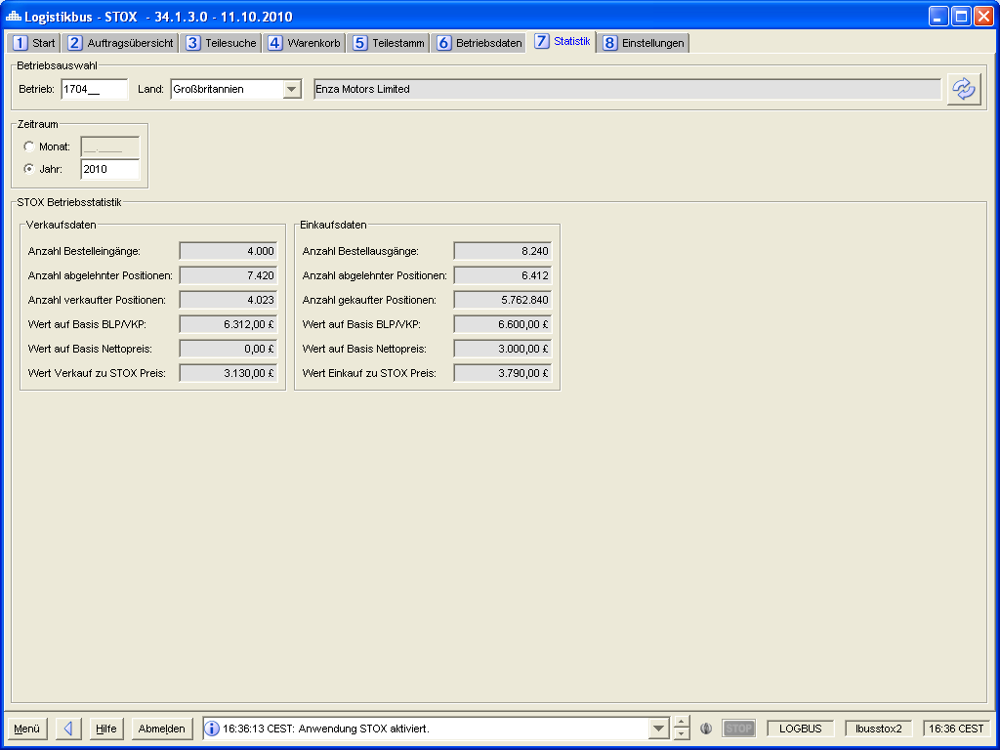 Logistikbus - STOX - 34.1.3.0 - 11.10.2010
1 Start 2 Auftragsübersicht 3 Teilesuche 4 Warenkorb 5 Teilestamm 6 Betriebsdaten 7 Statistik 8 Einstellungen
Betriebsauswahl
Betrieb: 1704__ Land: Großbritannien Enza Motors Limited
Zeitraum
Monat: __.____
Jahr: 2010
STOX Betriebsstatistik
Verkaufsdaten
Anzahl Bestelleingänge: 4.000
Anzahl abgelehnter Positionen: 7.420
Anzahl verkaufter Positionen: 4.023
Wert auf Basis BLP/VKP: 6.312,00 £
Wert auf Basis Nettopreis: 0,00 £
Wert Verkauf zu STOX Preis: 3.130,00 £
Einkaufsdaten
Anzahl Bestellausgänge: 8.240
Anzahl abgelehnter Positionen: 6.412
Anzahl gekaufter Positionen: 5.762.840
Wert auf Basis BLP/VKP: 6.600,00 £
Wert auf Basis Nettopreis: 3.000,00 £
Wert Einkauf zu STOX Preis: 3.790,00 £
Menü Hilfe Abmelden 16:36:13 CEST: Anwendung STOX aktiviert. STOP LOGBUS lbusstox2 16:36 CEST